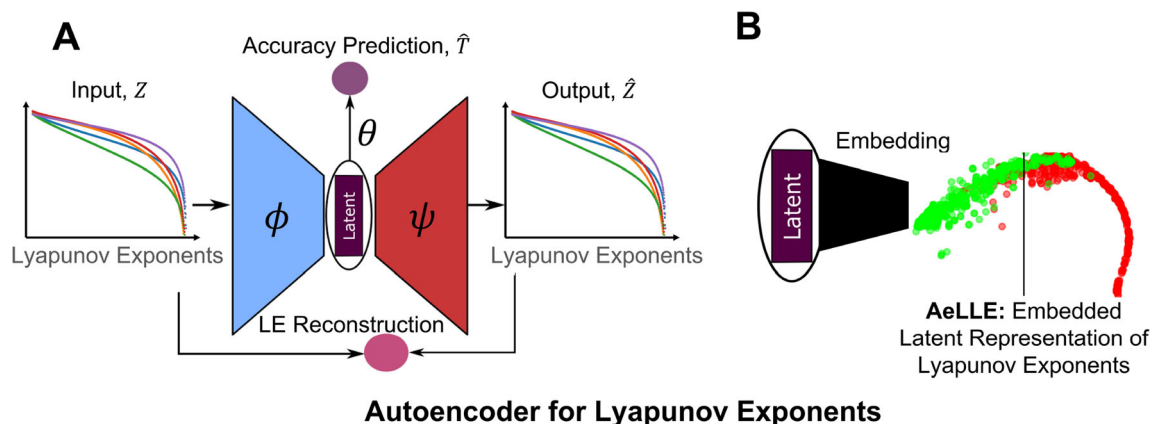 A
Accuracy Prediction, T̂
Input, Z
Output, Ẑ
θ
ϕ
Latent
ψ
Lyapunov Exponents
Lyapunov Exponents
LE Reconstruction
B
Embedding
Latent
AeLLE: Embedded
Latent Representation of
Lyapunov Exponents
Autoencoder for Lyapunov Exponents